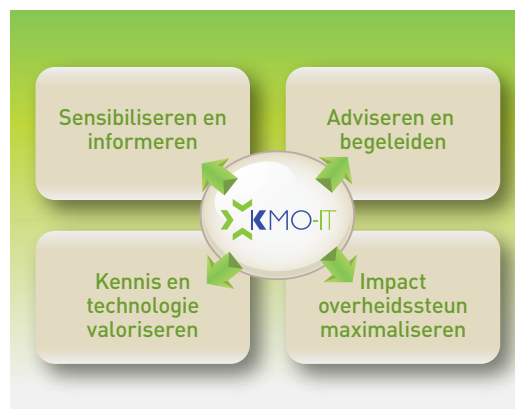 Sensibiliseren en
informeren
Adviseren en
begeleiden
KMO-IT
Kennis en
technologie
valoriseren
Impact
overheidssteun
maximaliseren